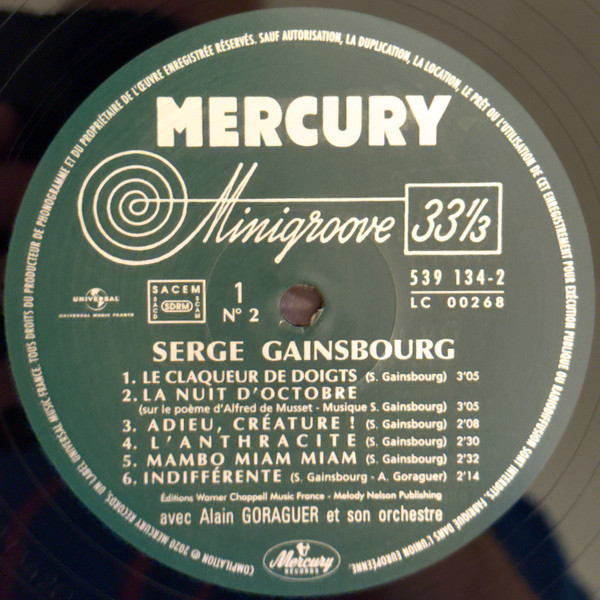 TOUS DROITS DU PRODUCTEUR DE PHONOGRAMME ET DU PROPRIÉTAIRE DE L'ŒUVRE ENREGISTRÉE RÉSERVÉS. SAUF AUTORISATION, LA DUPLICATION, LA LOCATION, LE PRÊT OU L'UTILISATION DE CET ENREGISTREMENT POUR EXÉCUTION PUBLIQUE OU RADIODIFFUSION SONT INTERDITS. FABRIQUÉ DANS L'UNION EUROPÉENNE.
MERCURY
Minigroove 33 1/3
539 134-2
LC 00268
UNIVERSAL
UNIVERSAL MUSIC FRANCE
SACEM
SACD SDRM SCAM
1
N° 2
SERGE GAINSBOURG
1. LE CLAQUEUR DE DOIGTS (S. Gainsbourg) 3'05
2. LA NUIT D'OCTOBRE
(sur le poème d'Alfred de Musset - Musique S. Gainsbourg) 3'05
3. ADIEU, CRÉATURE ! (S. Gainsbourg) 2'08
4. L'ANTHRACITE (S. Gainsbourg) 2'30
5. MAMBO MIAM MIAM (S. Gainsbourg) 2'32
6. INDIFFÉRENTE (S. Gainsbourg - A. Goraguer) 2'14
Éditions Warner Chappell Music France - Melody Nelson Publishing
avec Alain GORAGUER et son orchestre
Mercury
RECORDS
COMPILATION ℗ 2020 MERCURY RECORDS, UN LABEL UNIVERSAL MUSIC FRANCE.